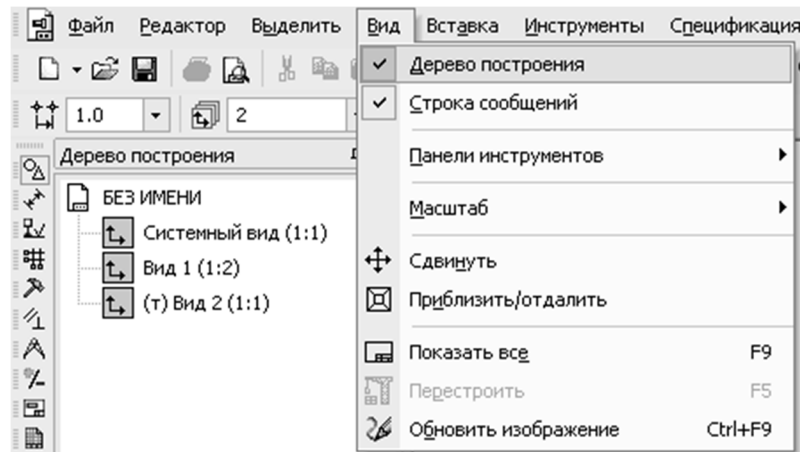 Файл Редактор Выделить Вид Вставка Инструменты Спецификация
1.0 2
Дерево построения
БЕЗ ИМЕНИ
Системный вид (1:1)
Вид 1 (1:2)
(т) Вид 2 (1:1)
Дерево построения
Строка сообщений
Панели инструментов
Масштаб
Сдвинуть
Приблизить/отдалить
Показать все F9
Перестроить F5
Обновить изображение Ctrl+F9